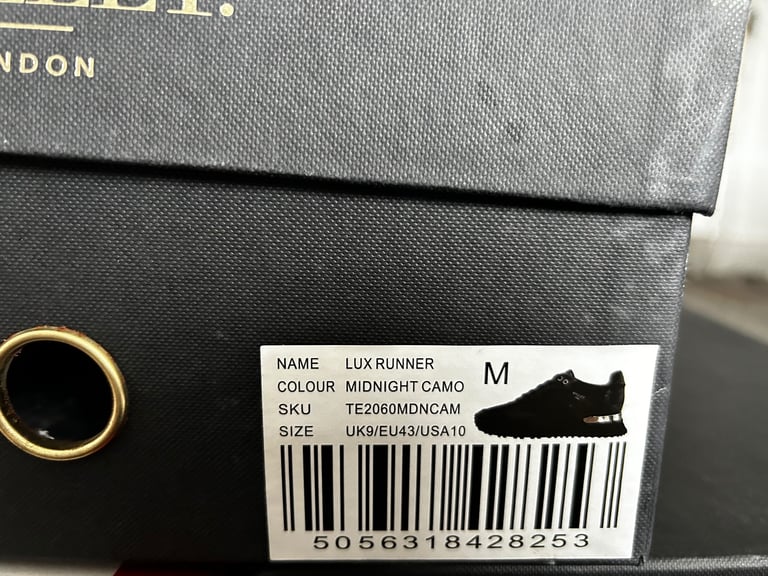 NDON
NAME LUX RUNNER
COLOUR MIDNIGHT CAMO
SKU TE2060MDNCAM
SIZE UK9/EU43/USA10
M
5056318428253